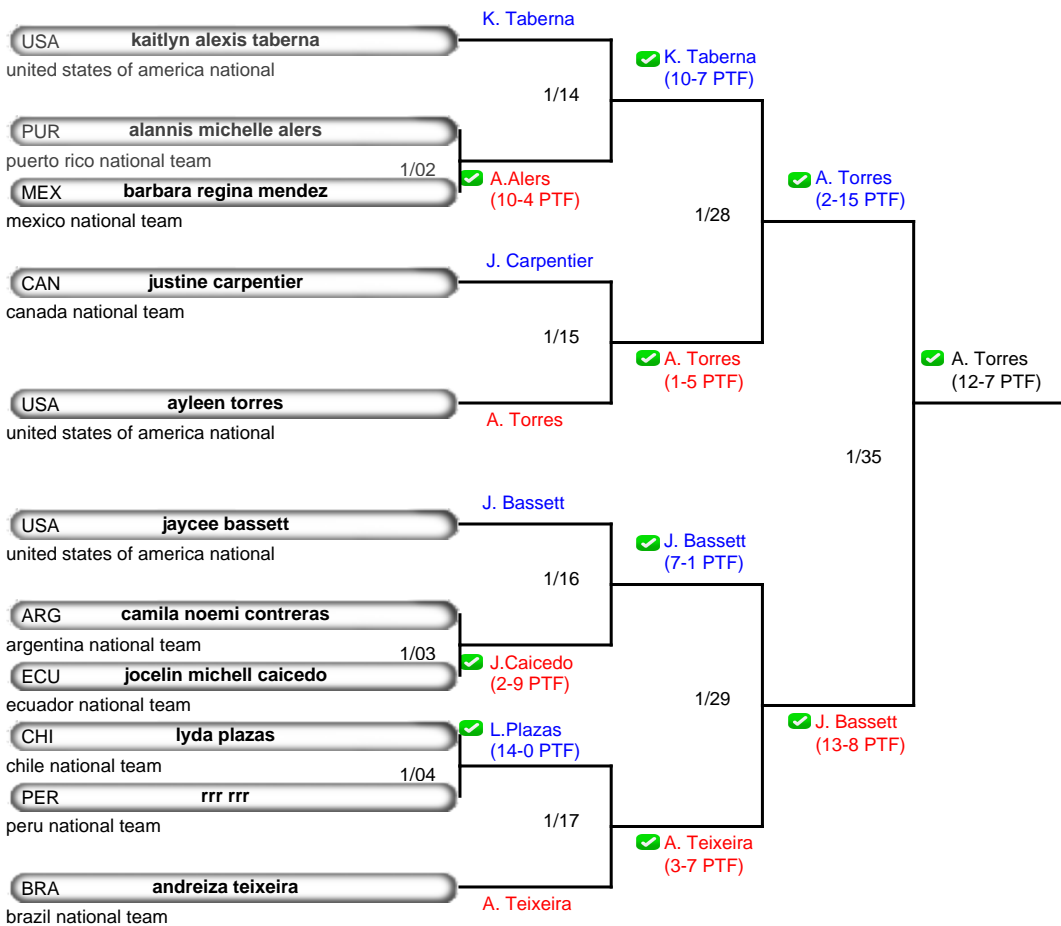 K. Taberna
USA kaitlyn alexis taberna
united states of america national
1/14
K. Taberna
(10-7 PTF)
PUR alannis michelle alers
puerto rico national team
1/02
MEX barbara regina mendez
mexico national team
A.Alers
(10-4 PTF)
1/28
A. Torres
(2-15 PTF)
J. Carpentier
CAN justine carpentier
canada national team
1/15
A. Torres
(1-5 PTF)
USA ayleen torres
united states of america national
A. Torres
A. Torres
(12-7 PTF)
1/35
J. Bassett
USA jaycee bassett
united states of america national
1/16
J. Bassett
(7-1 PTF)
ARG camila noemi contreras
argentina national team
1/03
ECU jocelin michell caicedo
ecuador national team
J.Caicedo
(2-9 PTF)
1/29
J. Bassett
(13-8 PTF)
CHI lyda plazas
chile national team
L.Plazas
(14-0 PTF)
1/04
PER rrr rrr
peru national team
1/17
A. Teixeira
(3-7 PTF)
BRA andreiza teixeira
brazil national team
A. Teixeira